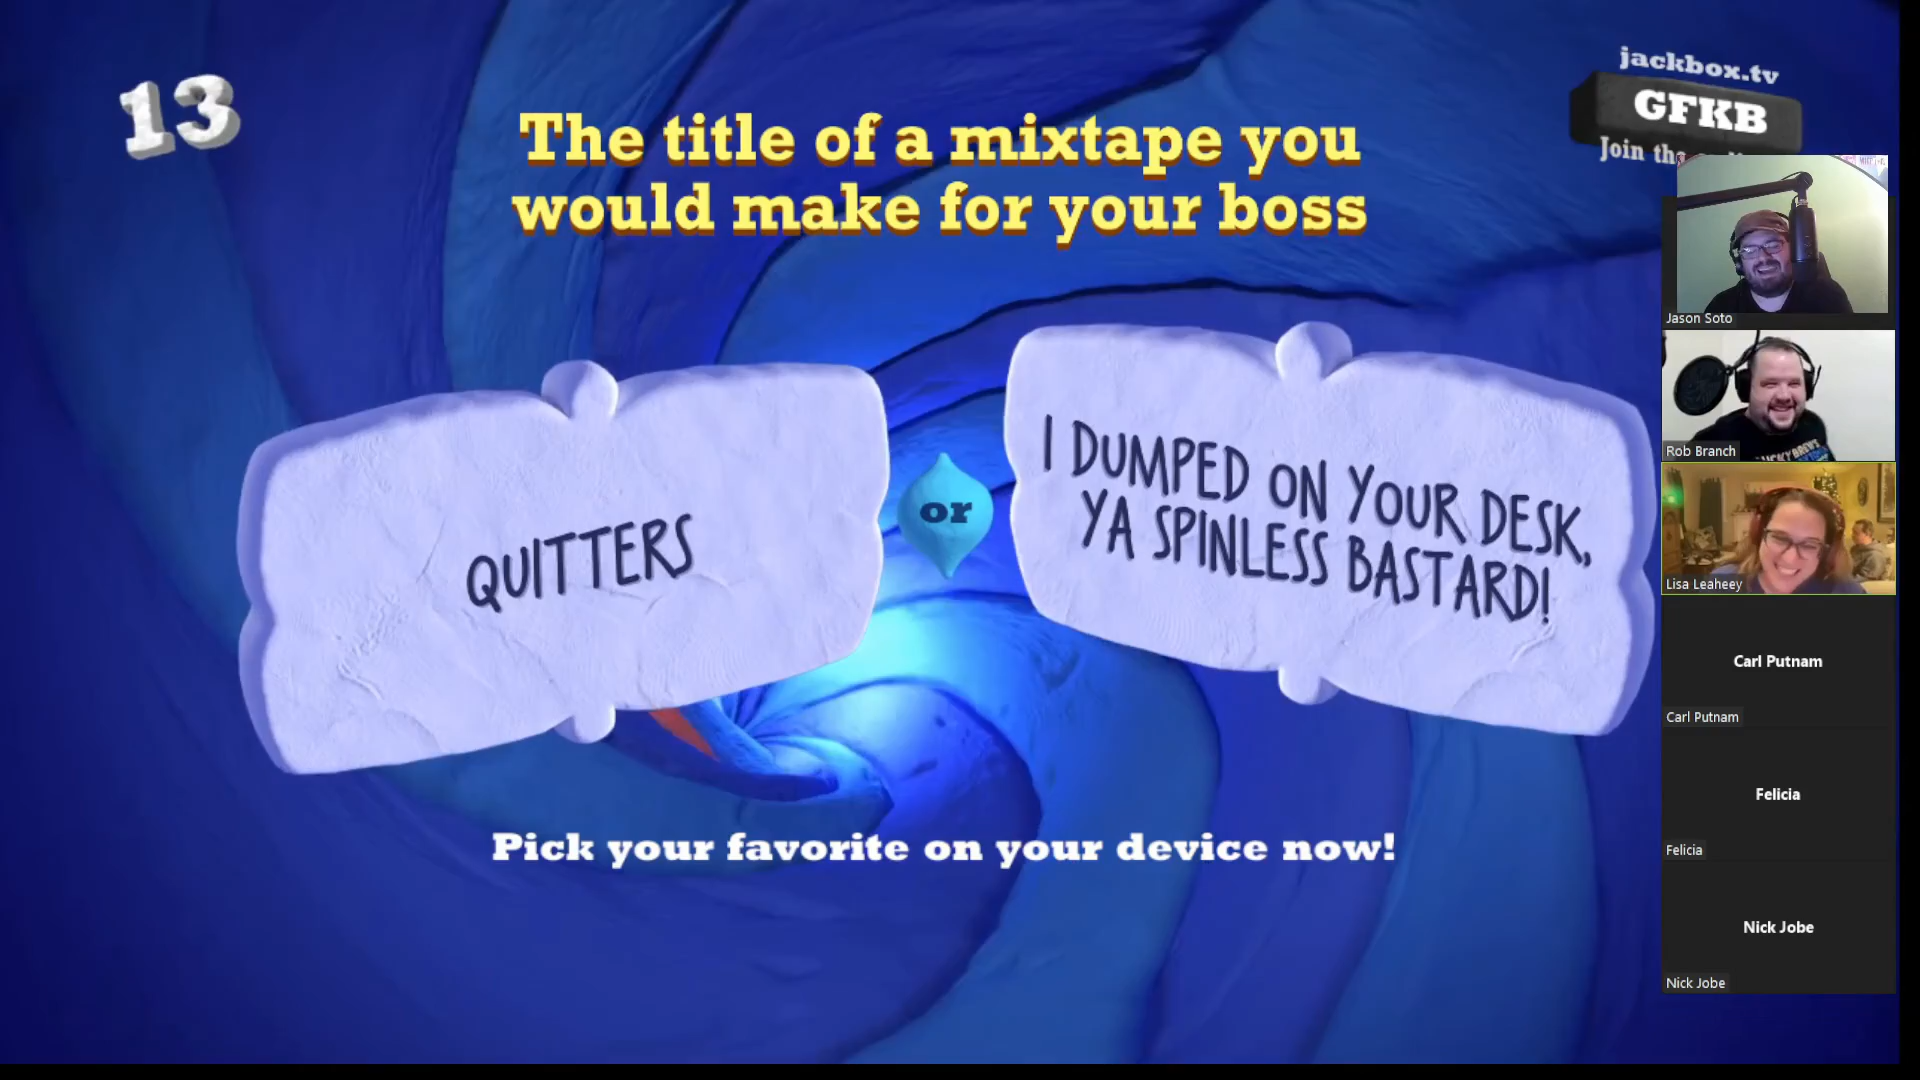 13
The title of a mixtape you
would make for your boss
jackbox.tv
GFKB
Join the
QUITTERS
or
I DUMPED ON YOUR DESK,
YA SPINLESS BASTARD!
Pick your favorite on your device now!
Jason Soto
Rob Branch
Lisa Leaheey
Carl Putnam
Carl Putnam
Felicia
Felicia
Nick Jobe
Nick Jobe